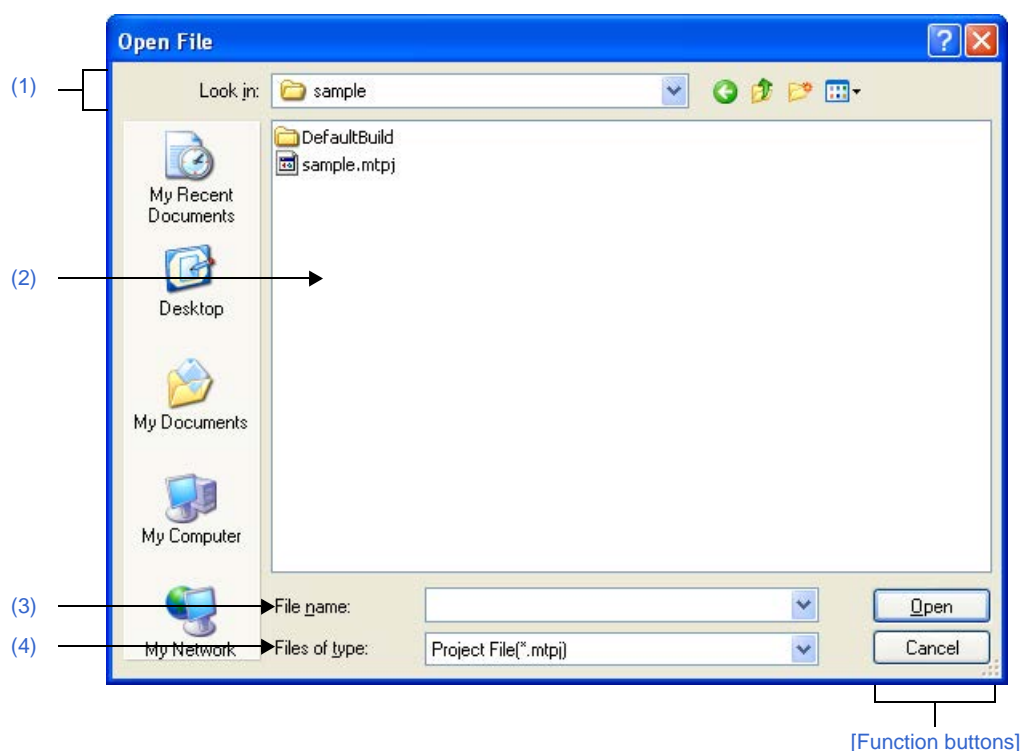 Open File
(1)
Look in:
sample
DefaultBuild
sample.mtpj
My Recent
Documents
(2)
Desktop
My Documents
My Computer
(3)
File name:
Open
(4)
My Network
Files of type:
Project File(*.mtpj)
Cancel
[Function buttons]